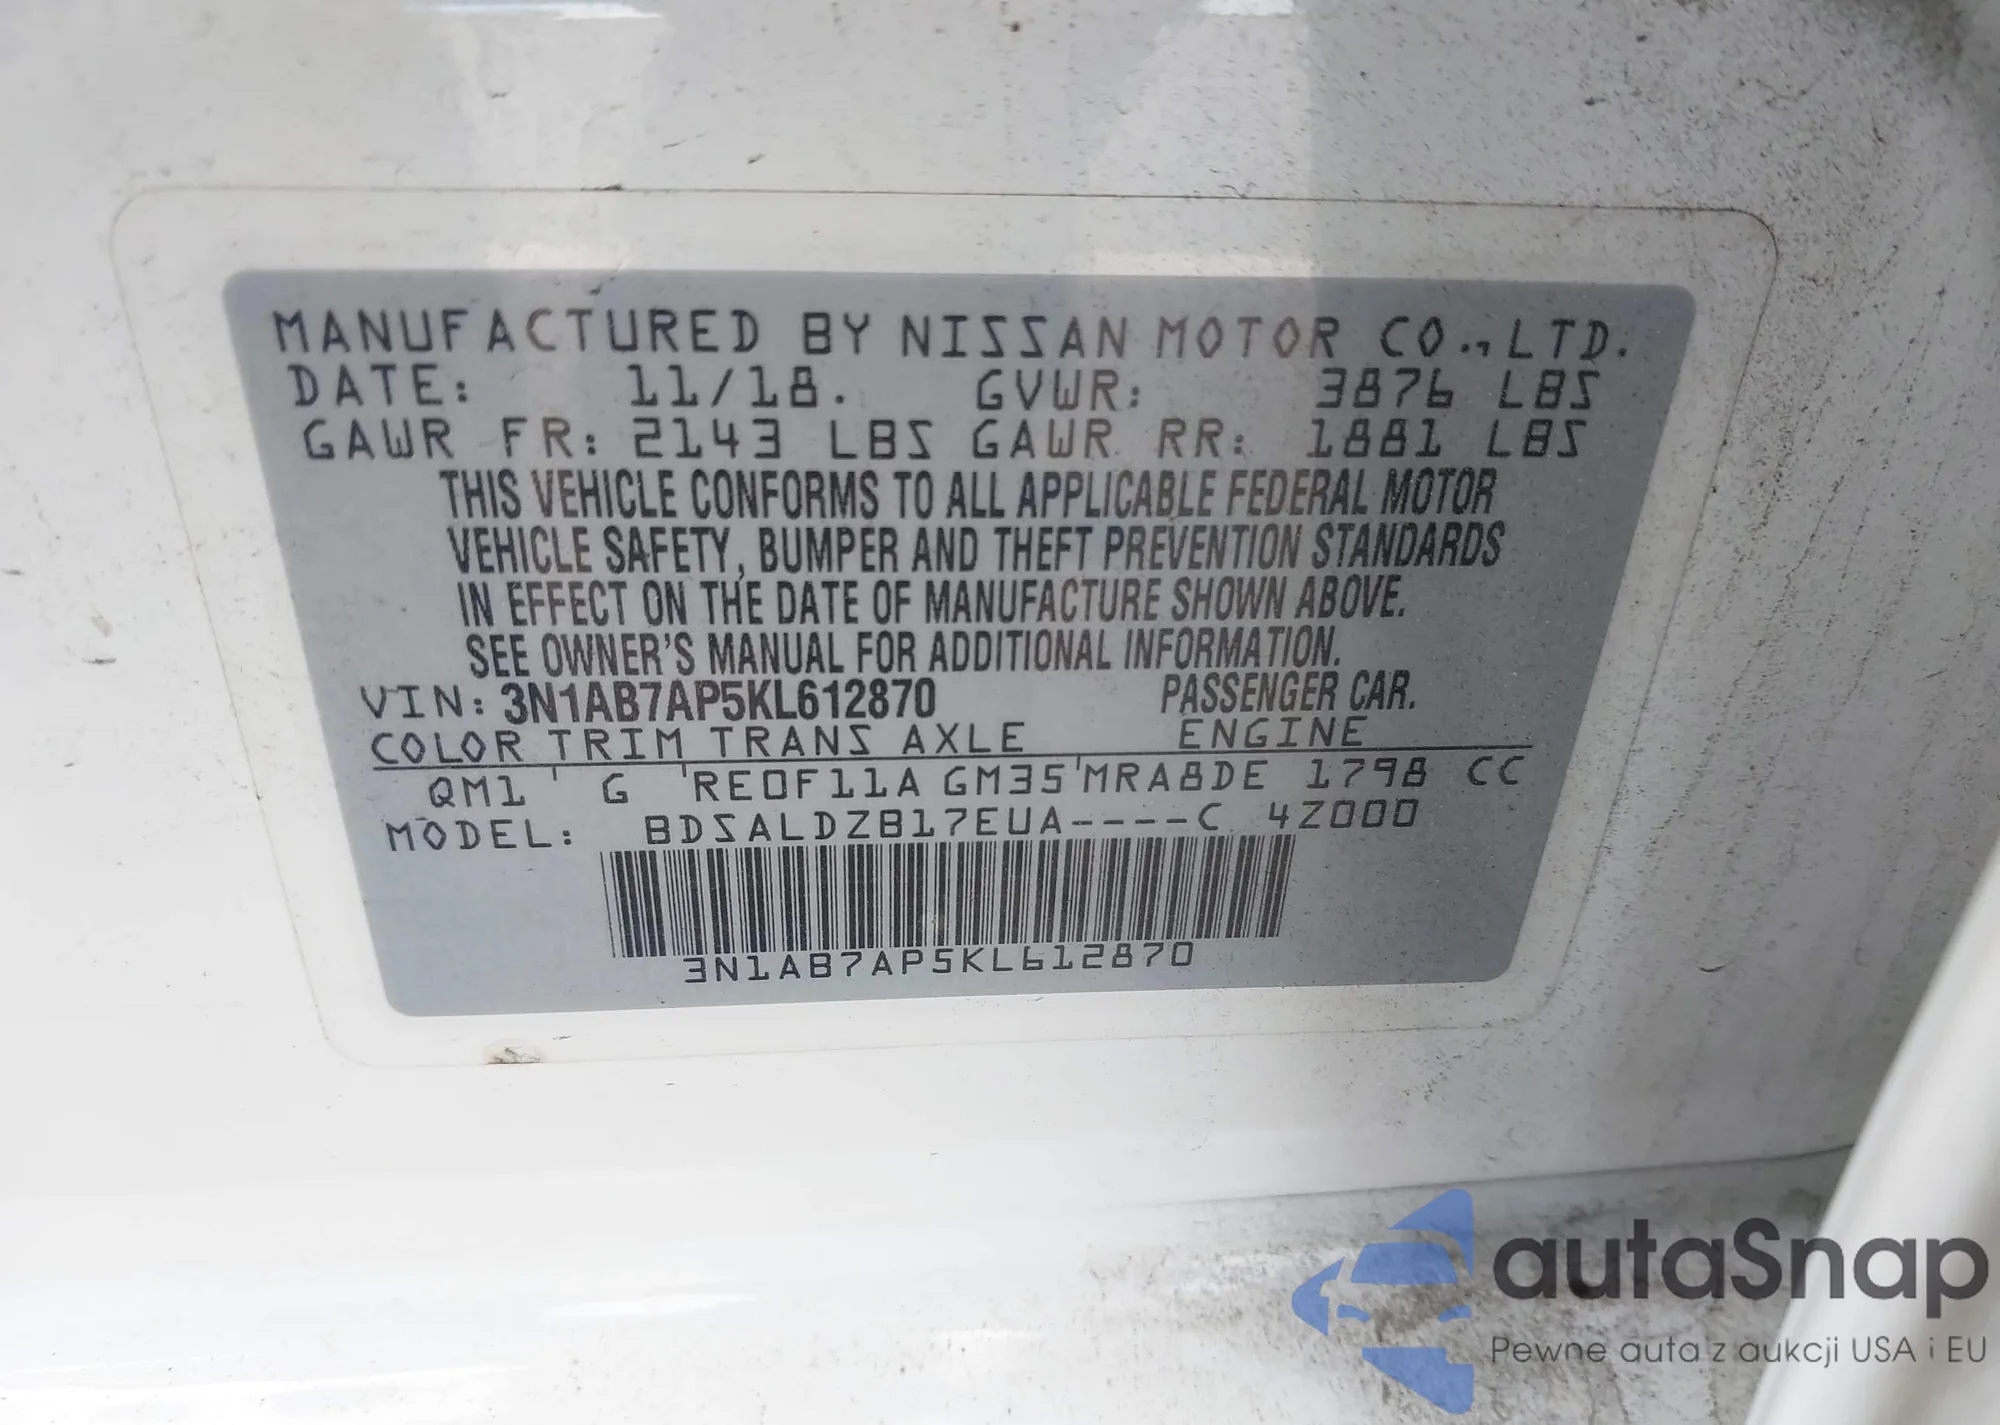 MANUFACTURED BY NISSAN MOTOR CO.,LTD.
DATE: 11/18. GVWR: 3876 LBS
GAWR FR: 2143 LBS GAWR RR: 1881 LBS
THIS VEHICLE CONFORMS TO ALL APPLICABLE FEDERAL MOTOR
VEHICLE SAFETY, BUMPER AND THEFT PREVENTION STANDARDS
IN EFFECT ON THE DATE OF MANUFACTURE SHOWN ABOVE.
SEE OWNER'S MANUAL FOR ADDITIONAL INFORMATION.
VIN: 3N1AB7AP5KL612870 PASSENGER CAR.
COLOR TRIM TRANS AXLE ENGINE
QM1 ' G 'RE0F11A GM35'MRA8DE 1798 CC
MODEL: BDSALDZB17EUA----C 4Z000
3N1AB7AP5KL612870
autaSnap
Pewne auta z aukcji USA i EU